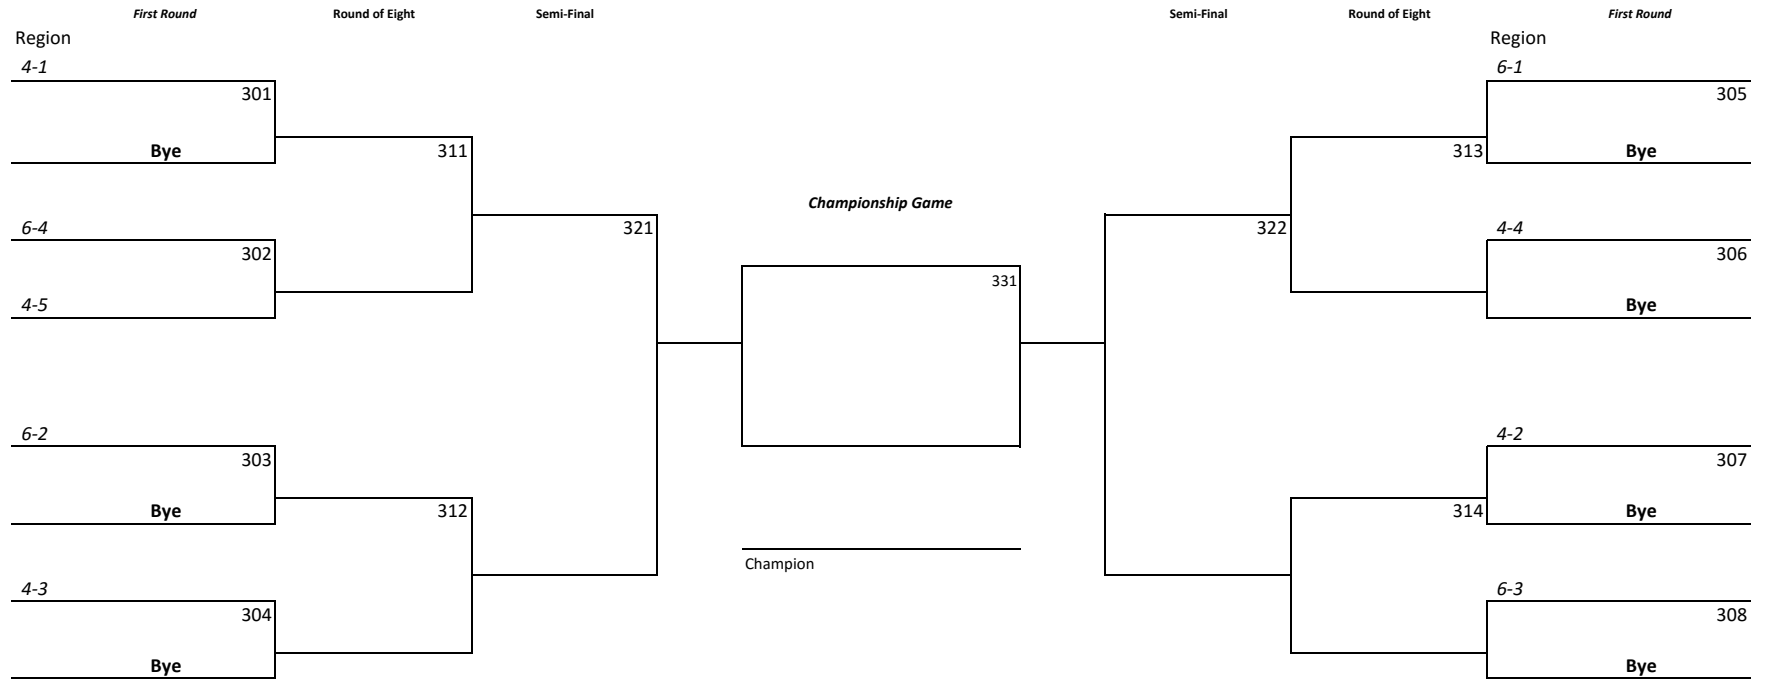 First Round Round of Eight Semi-Final Semi-Final Round of Eight First Round
Region Region
4-1 6-1
301 305
Bye 311 313 Bye
Championship Game
6-4 321 322 4-4
302 306
331
4-5 Bye
6-2 4-2
303 307
Bye 312 314 Bye
Champion
4-3 6-3
304 308
Bye Bye